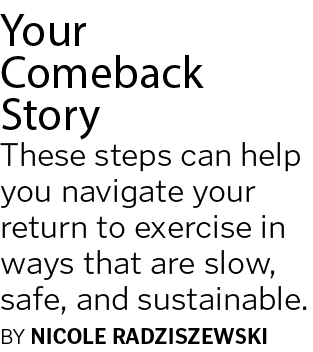 Your
Comeback
Story
These steps can help
you navigate your
return to exercise in
ways that are slow,
safe, and sustainable.
BY NICOLE RADZISZEWSKI